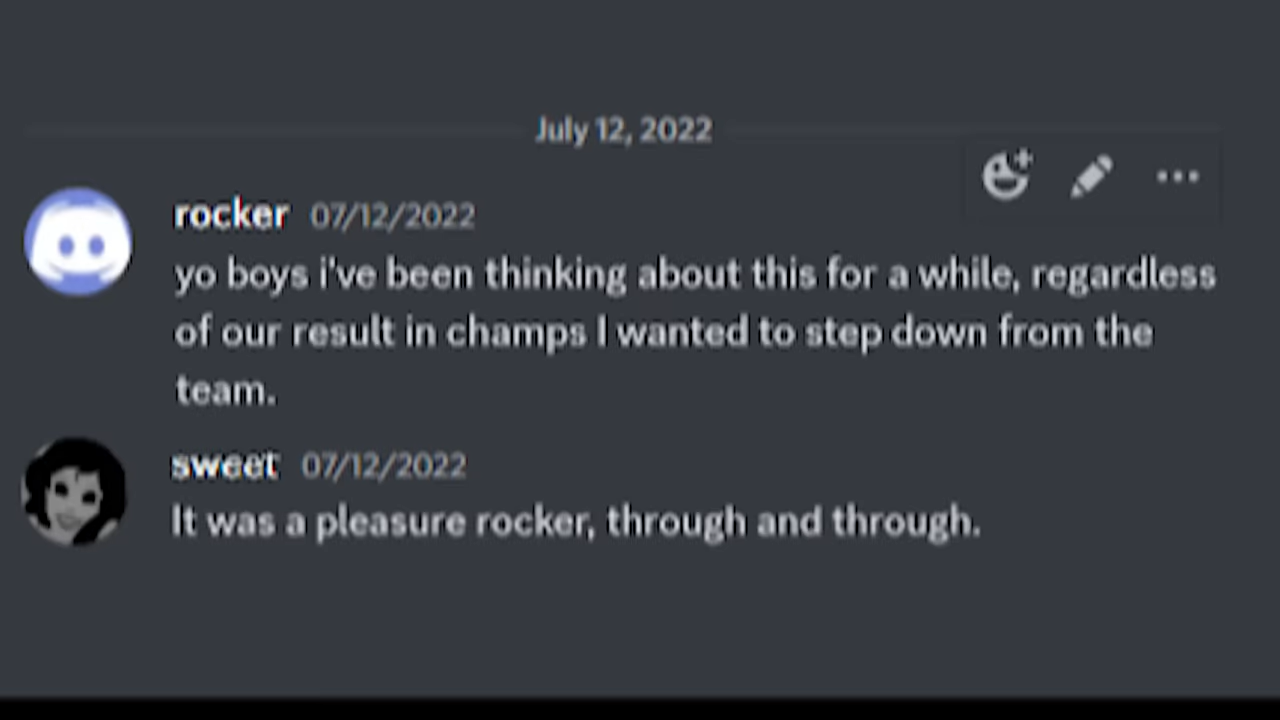 July 12, 2022
rocker 07/12/2022
yo boys i've been thinking about this for a while, regardless
of our result in champs I wanted to step down from the
team.
sweet 07/12/2022
It was a pleasure rocker, through and through.